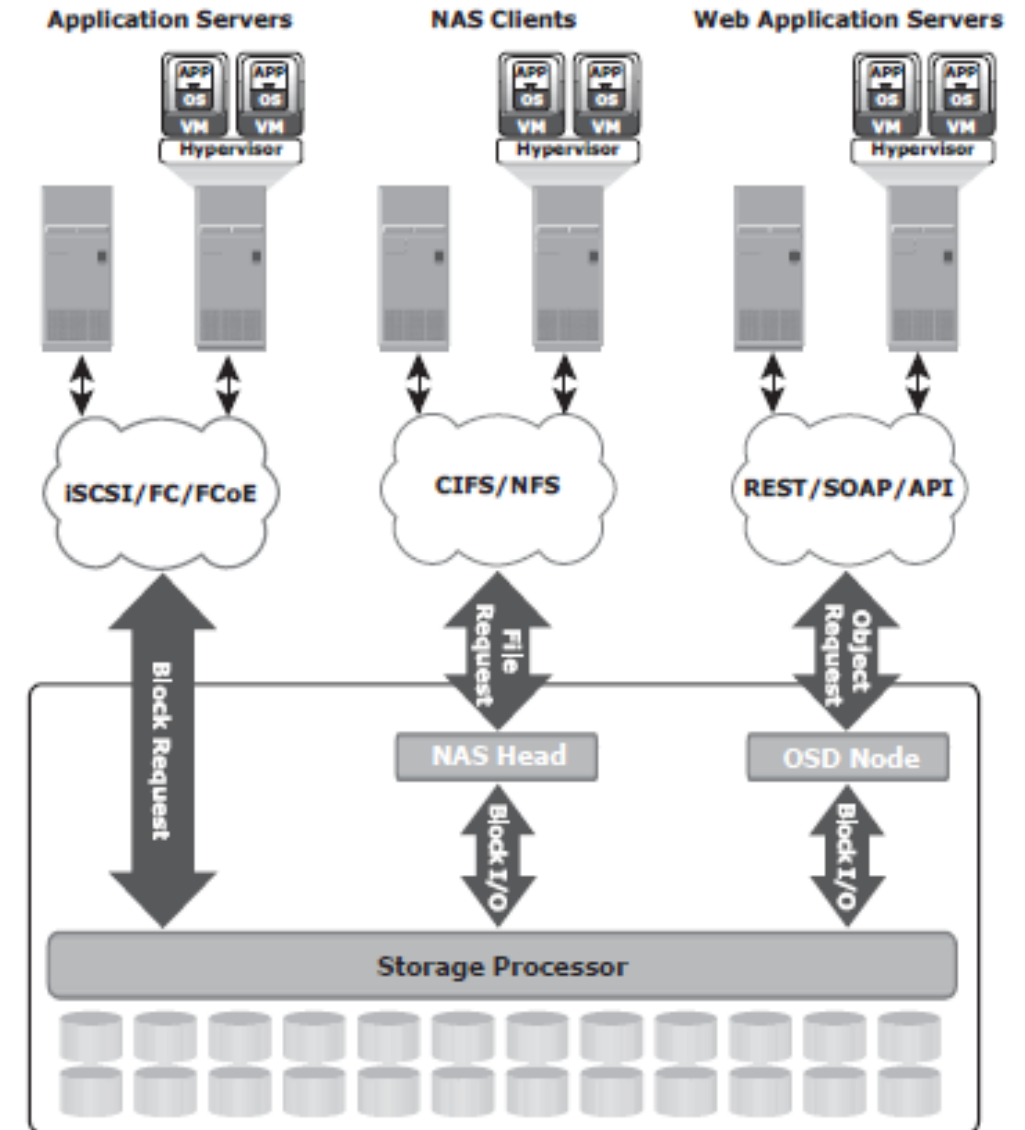 Application Servers
NAS Clients
Web Application Servers
APP APP
OS OS
VM VM
Hypervisor
APP APP
OS OS
VM VM
Hypervisor
APP APP
OS OS
VM VM
Hypervisor
iSCSI/FC/FCoE
CIFS/NFS
REST/SOAP/API
Block Request
File
Request
Object
Request
NAS Head
OSD Node
Block I/O
Block I/O
Storage Processor